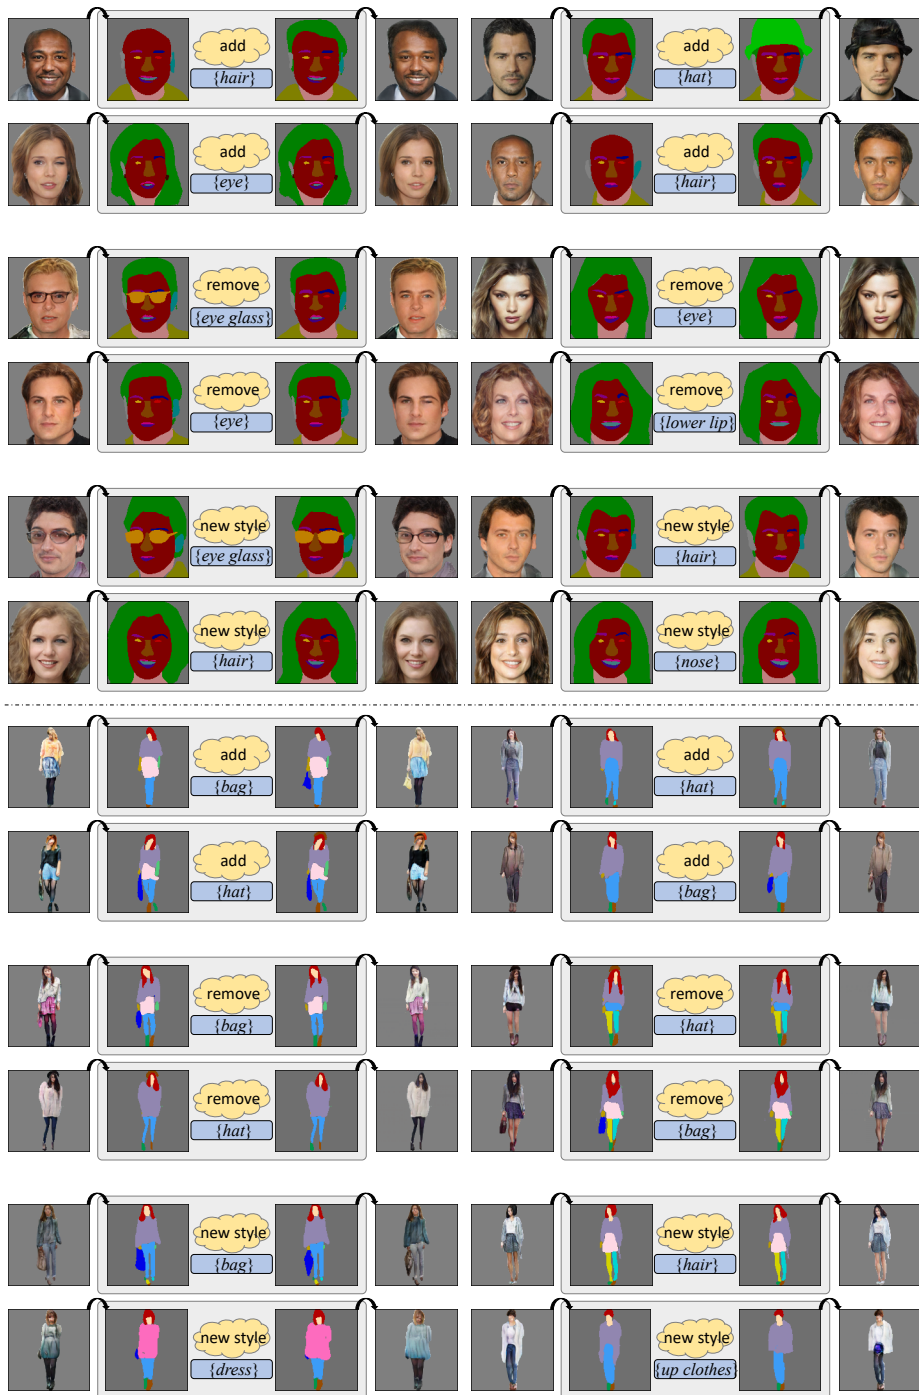 add
{hair}
add
{hat}
add
{eye}
add
{hair}
remove
{eye glass}
remove
{eye}
remove
{eye}
remove
{lower lip}
new style
{eye glass}
new style
{hair}
new style
{hair}
new style
{nose}
add
{bag}
add
{hat}
add
{hat}
add
{bag}
remove
{bag}
remove
{hat}
remove
{hat}
remove
{bag}
new style
{bag}
new style
{hair}
new style
{dress}
new style
{up clothes}